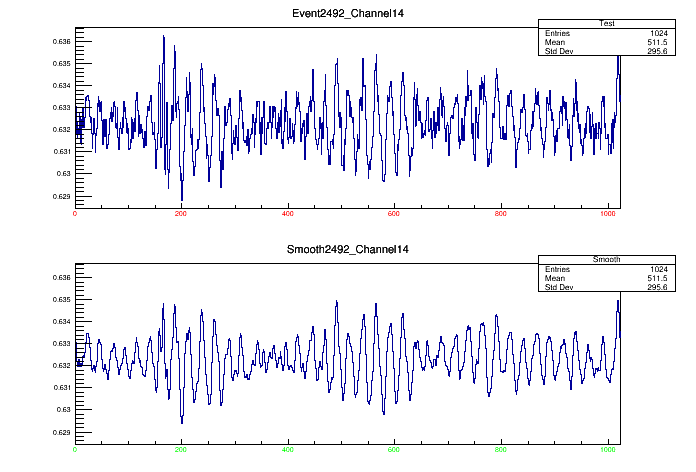 Event2492_Channel14
Test
Entries 1024
Mean 511.5
Std Dev 295.6
0.636
0.635
0.634
0.633
0.632
0.631
0.63
0.629
0 200 400 600 800 1000
Smooth2492_Channel14
Smooth
Entries 1024
Mean 511.5
Std Dev 295.6
0.636
0.635
0.634
0.633
0.632
0.631
0.63
0.629
0 200 400 600 800 1000